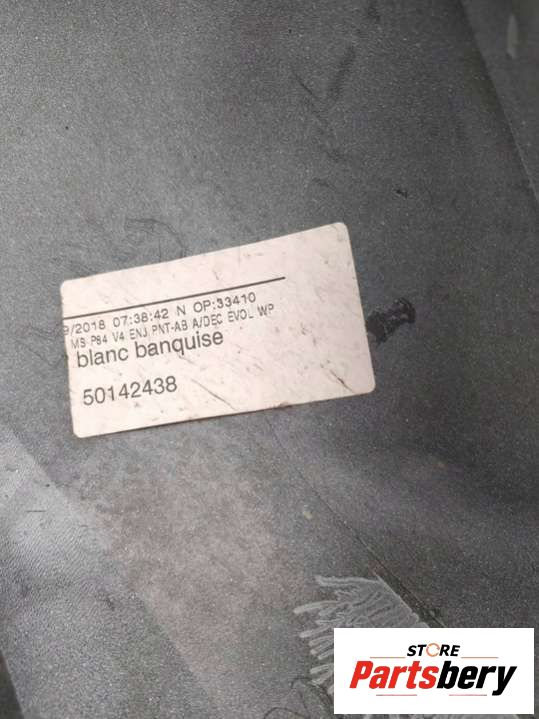 9/2018 07:38:42 N OP:33410
MS P84 V4 ENJ PNT-AB A/DEC EVOL WP
blanc banquise
50142438
STORE
Partsbery